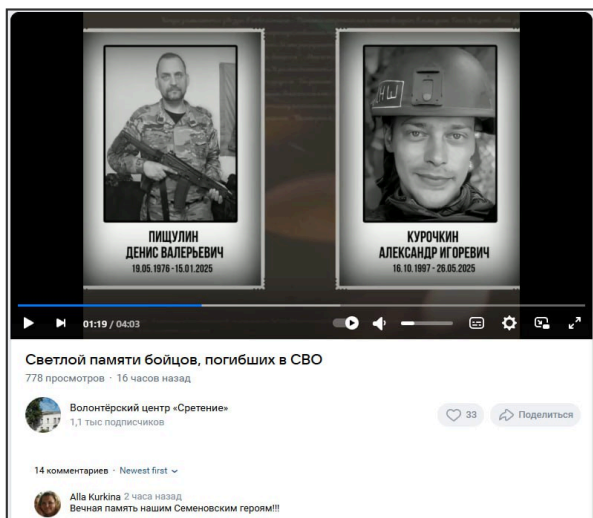 ПИЩУЛИН
ДЕНИС ВАЛЕРЬЕВИЧ
19.05.1976 -15.01.2025
НШ
КУРОЧКИН
АЛЕКСАНДР ИГОРЕВИЧ
16.10.1997 - 26.05.2025
01:19 / 04:03
Светлой памяти бойцов, погибших в СВО
778 просмотров · 16 часов назад
Волонтёрский центр «Сретение»
1,1 тыс подписчиков
33
Поделиться
14 комментариев · Newest first
Alla Kurkina 2 часа назад
Вечная память нашим Семеновским героям!!!